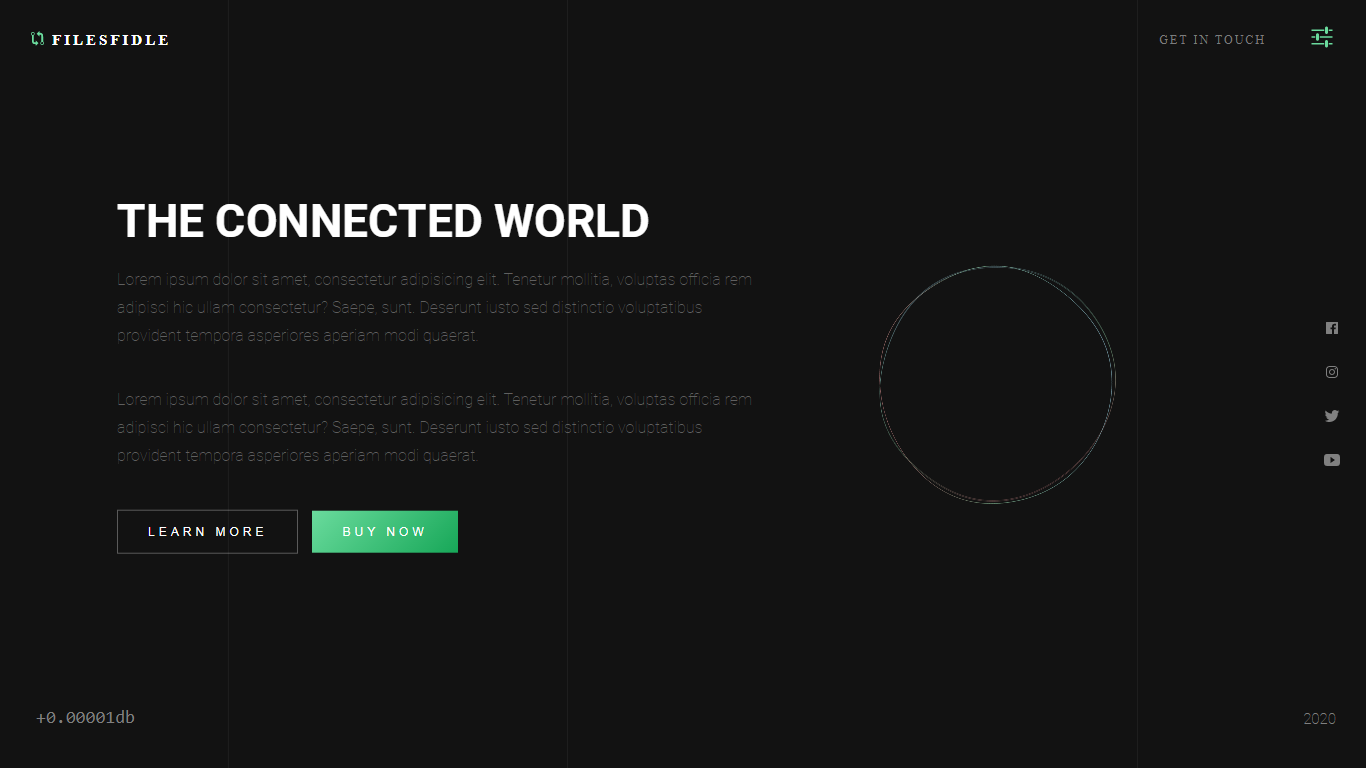 FILESFIDLE
GET IN TOUCH
THE CONNECTED WORLD
Lorem ipsum dolor sit amet, consectetur adipisicing elit. Tenetur mollitia, voluptas officia rem
adipisci hic ullam consectetur? Saepe, sunt. Deserunt iusto sed distinctio voluptatibus
provident tempora asperiores aperiam modi quaerat.
Lorem ipsum dolor sit amet, consectetur adipisicing elit. Tenetur mollitia, voluptas officia rem
adipisci hic ullam consectetur? Saepe, sunt. Deserunt iusto sed distinctio voluptatibus
provident tempora asperiores aperiam modi quaerat.
LEARN MORE
BUY NOW
+0.00001db
2020